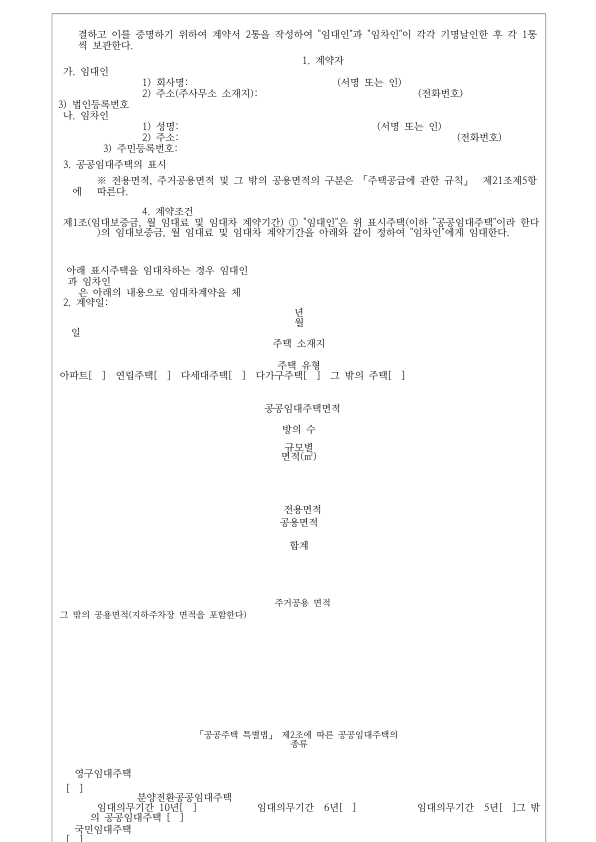 결하고 이를 증명하기 위하여 계약서 2통을 작성하여 "임대인"과 "임차인"이 각각 기명날인한 후 각 1통
씩 보관한다.
1. 계약자
가. 임대인
1) 회사명: (서명 또는 인)
2) 주소(주사무소 소재지): (전화번호)
3) 법인등록번호
나. 임차인
1) 성명: (서명 또는 인)
2) 주소: (전화번호)
3) 주민등록번호:
3. 공공임대주택의 표시
※ 전용면적, 주거공용면적 및 그 밖의 공용면적의 구분은 「주택공급에 관한 규칙」 제21조제5항
에 따른다.
4. 계약조건
제1조(임대보증금, 월 임대료 및 임대차 계약기간) ① "임대인"은 위 표시주택(이하 "공공임대주택"이라 한다
)의 임대보증금, 월 임대료 및 임대차 계약기간을 아래와 같이 정하여 "임차인"에게 임대한다.
아래 표시주택을 임대차하는 경우 임대인
과 임차인
은 아래의 내용으로 임대차계약을 체
2. 계약일:
년
월
일
주택 소재지
주택 유형
아파트[ ] 연립주택[ ] 다세대주택[ ] 다가구주택[ ] 그 밖의 주택[ ]
공공임대주택면적
방의 수
규모별
면적(㎡)
전용면적
공용면적
합계
주거공용 면적
그 밖의 공용면적(지하주차장 면적을 포함한다)
「공공주택 특별법」 제2조에 따른 공공임대주택의
종류
영구임대주택
[ ]
분양전환공공임대주택
임대의무기간 10년[ ] 임대의무기간 6년[ ] 임대의무기간 5년[ ]그 밖
의 공공임대주택 [ ]
국민임대주택
[ ]